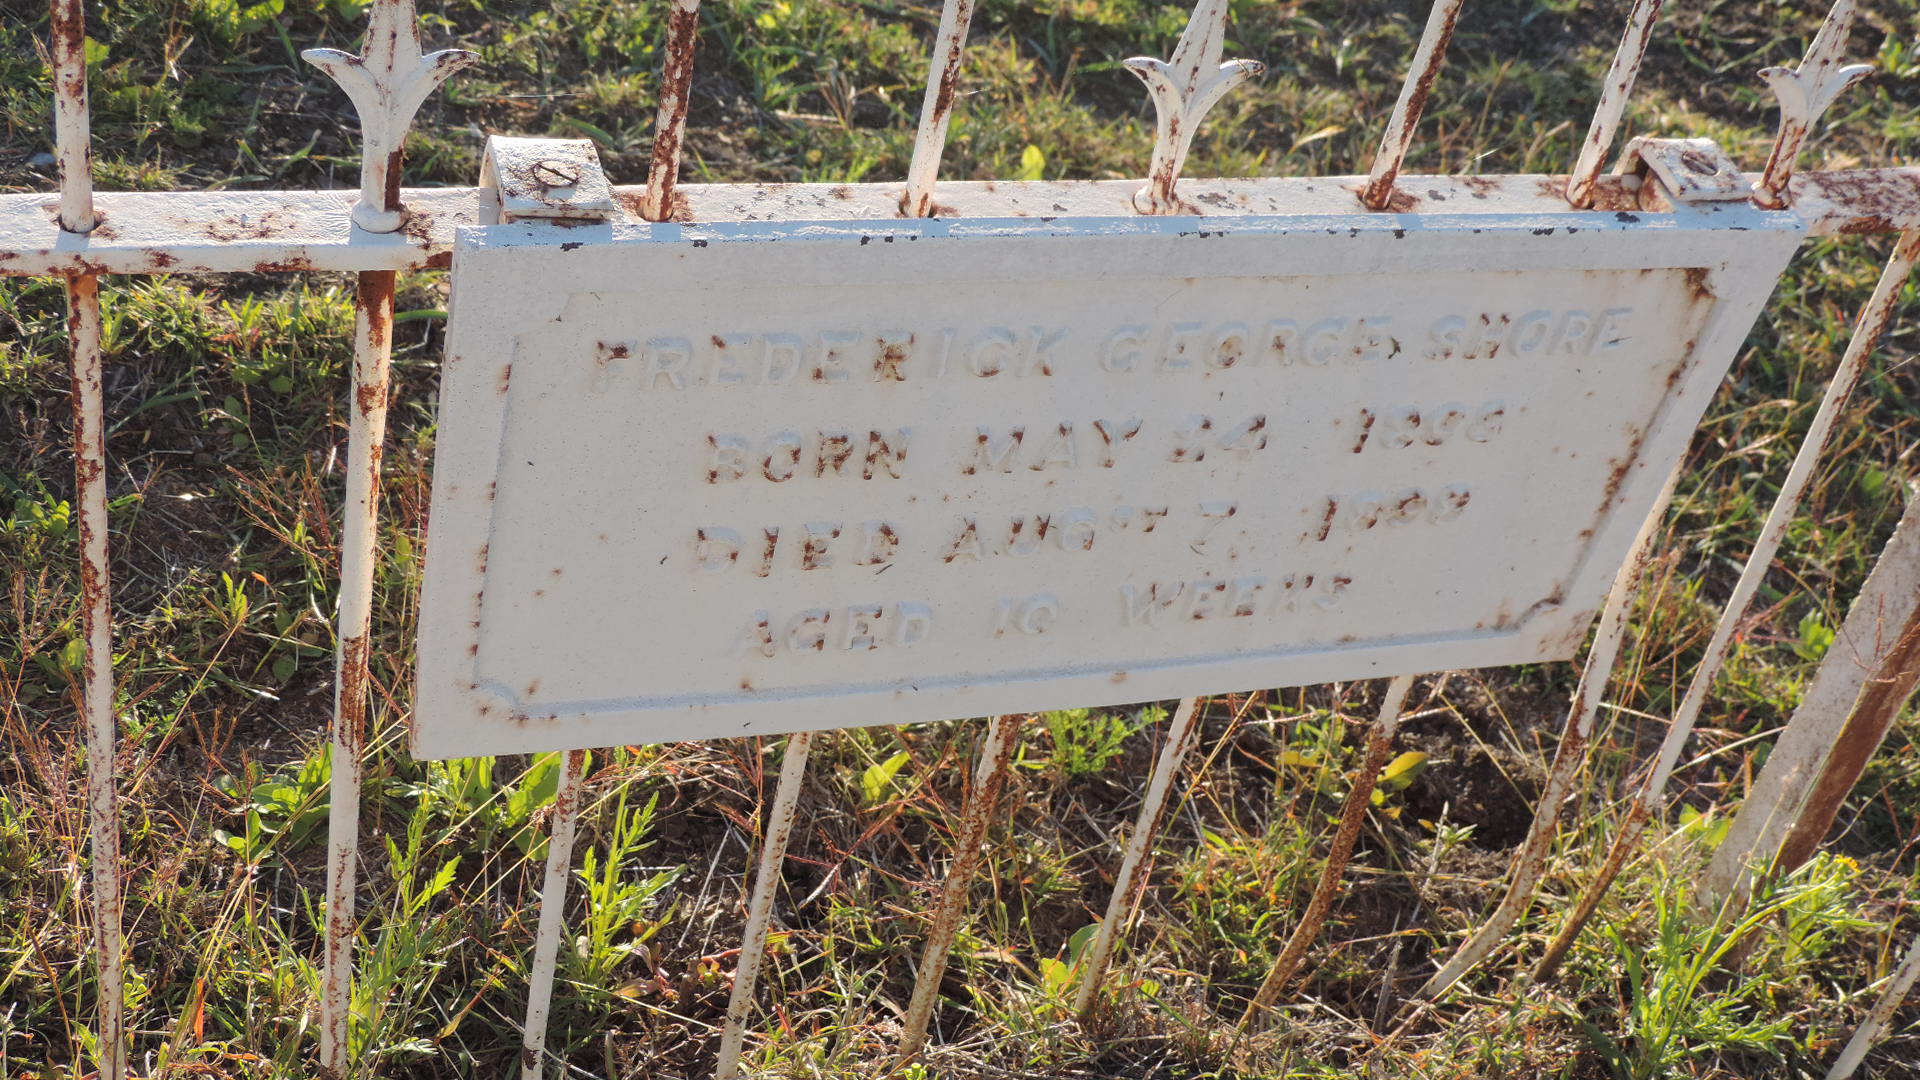 FREDERICK GEORGE SHORE
BORN MAY 24 1898
DIED AUGST 7, 1898
AGED 10 WEEKS